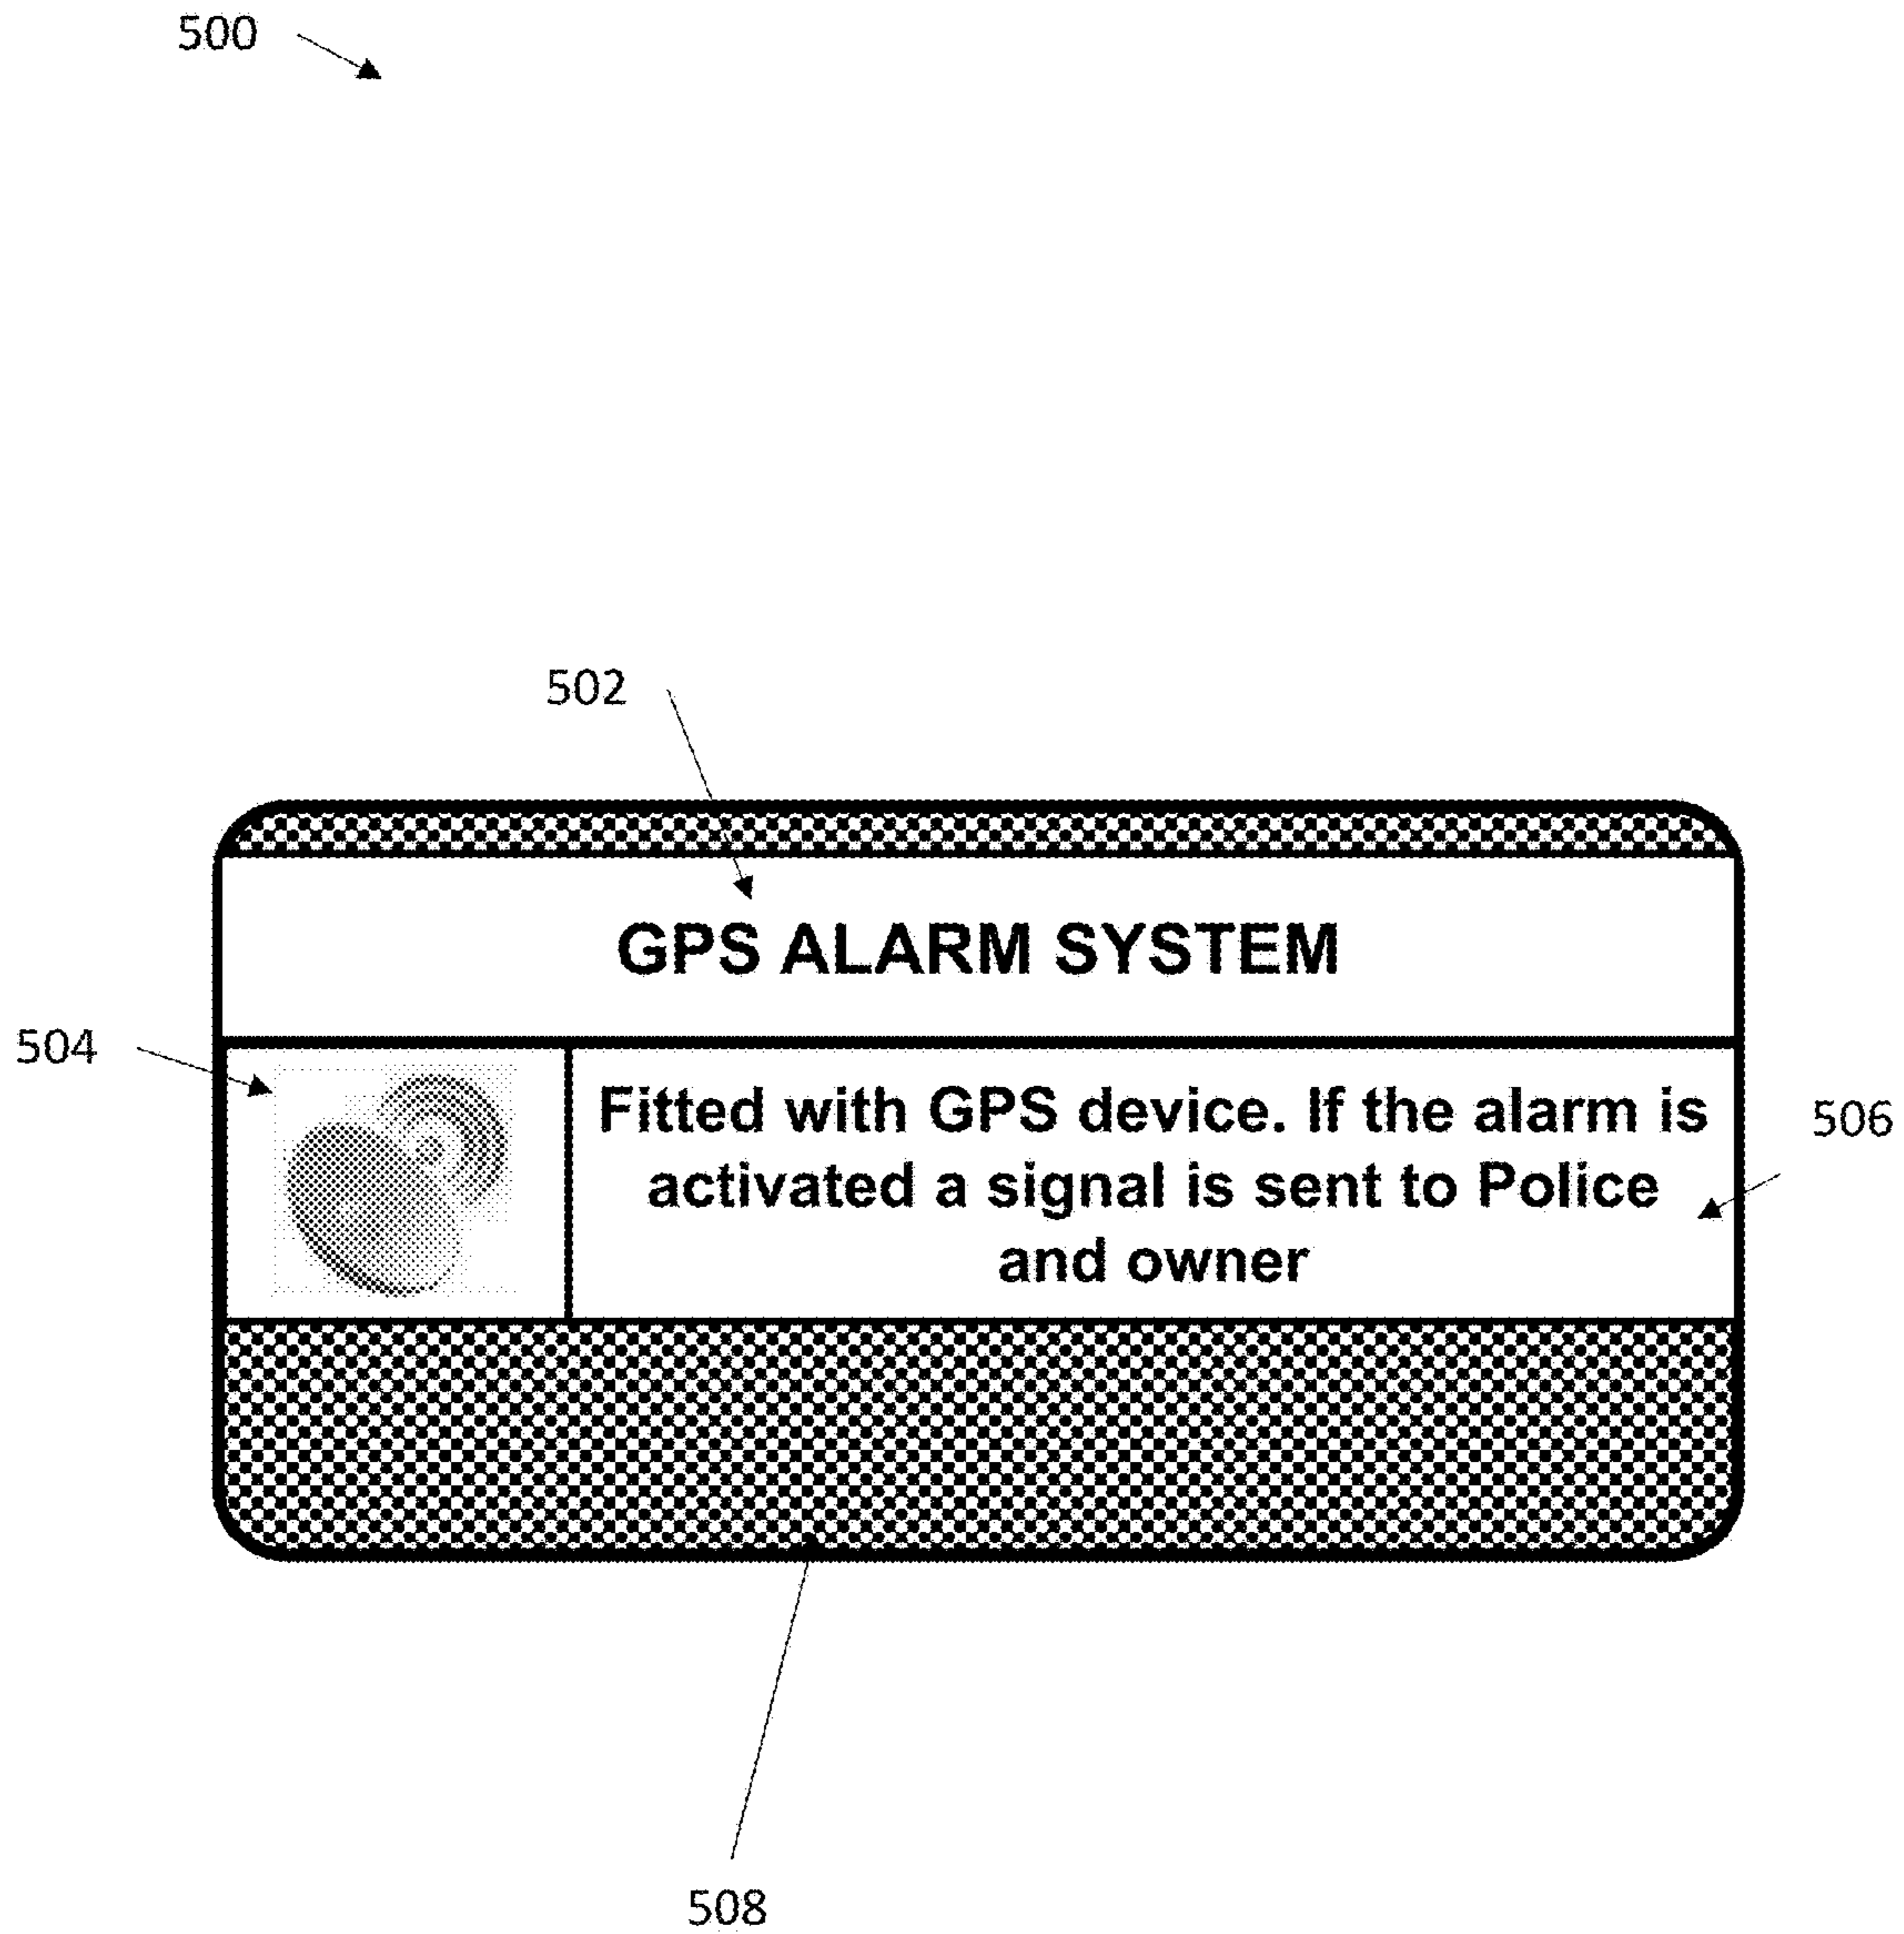 500
502
GPS ALARM SYSTEM
504
Fitted with GPS device. If the alarm is
506
activated a signal is sent to Police
and owner
508